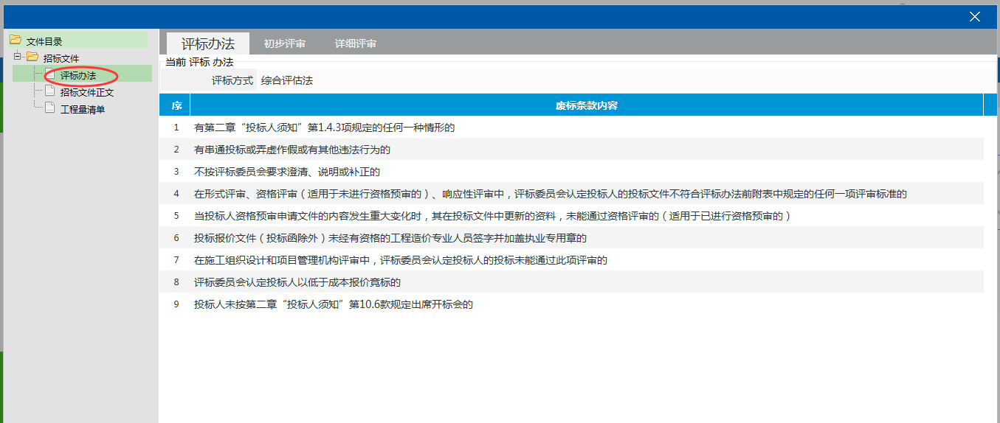 文件目录
招标文件
评标办法
招标文件正文
工程量清单
评标办法 初步评审 详细评审
当前 评标 办法
评标方式 综合评估法
序 废标条款内容
1 有第二章“投标人须知”第1.4.3项规定的任何一种情形的
2 有串通投标或弄虚作假或有其他违法行为的
3 不按评标委员会要求澄清、说明或补正的
4 在形式评审、资格评审（适用于未进行资格预审的）、响应性评审中，评标委员会认定投标人的投标文件不符合评标办法前附表中规定的任何一项评审标准的
5 当投标人资格预审申请文件的内容发生重大变化时，其在投标文件中更新的资料，未能通过资格评审的（适用于已进行资格预审的）
6 投标报价文件（投标函除外）未经有资格的工程造价专业人员签字并加盖执业专用章的
7 在施工组织设计和项目管理机构评审中，评标委员会认定投标人的投标未能通过此项评审的
8 评标委员会认定投标人以低于成本报价竞标的
9 投标人未按第二章“投标人须知”第10.6款规定出席开标会的